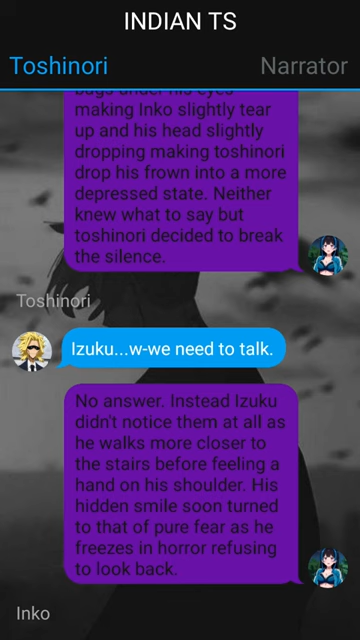 INDIAN TS
Toshinori
Narrator
bags under his eyes
making Inko slightly tear
up and his head slightly
dropping making toshinori
drop his frown into a more
depressed state. Neither
knew what to say but
toshinori decided to break
the silence.
Toshinori
Izuku...w-we need to talk.
No answer. Instead Izuku
didn't notice them at all as
he walks more closer to
the stairs before feeling a
hand on his shoulder. His
hidden smile soon turned
to that of pure fear as he
freezes in horror refusing
to look back.
Inko